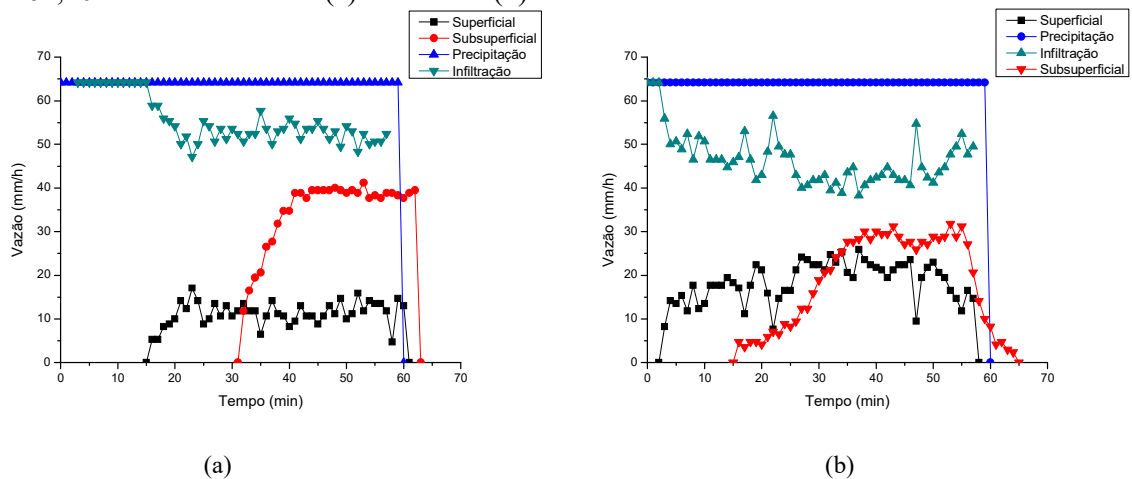 Superficial
Subsuperficial
Precipitação
Infiltração
70
60
50
40
30
20
10
0
Vazão (mm/h)
0 10 20 30 40 50 60 70
Tempo (min)
(a)
Superficial
Precipitação
Infiltração
Subsuperficial
70
60
50
40
30
20
10
0
Vazão (mm/h)
0 10 20 30 40 50 60 70
Tempo (min)
(b)